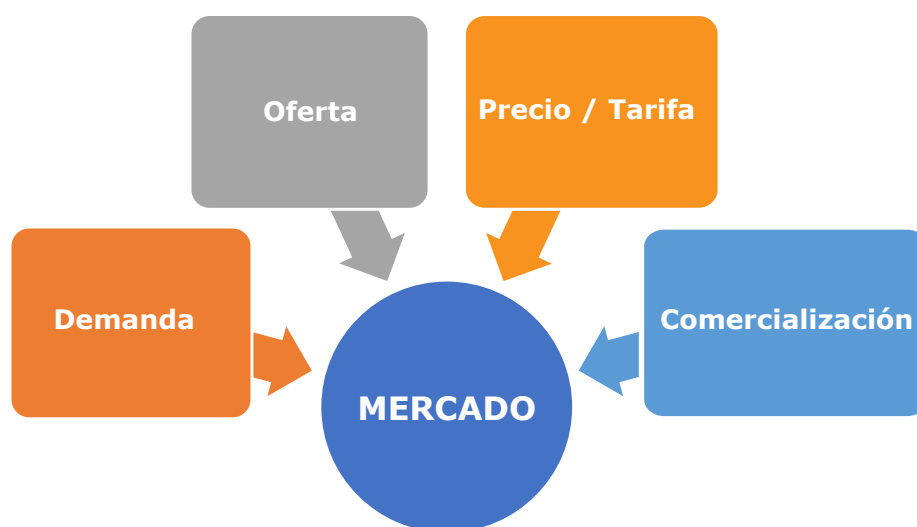 Oferta
Precio / Tarifa
Demanda
Comercialización
MERCADO